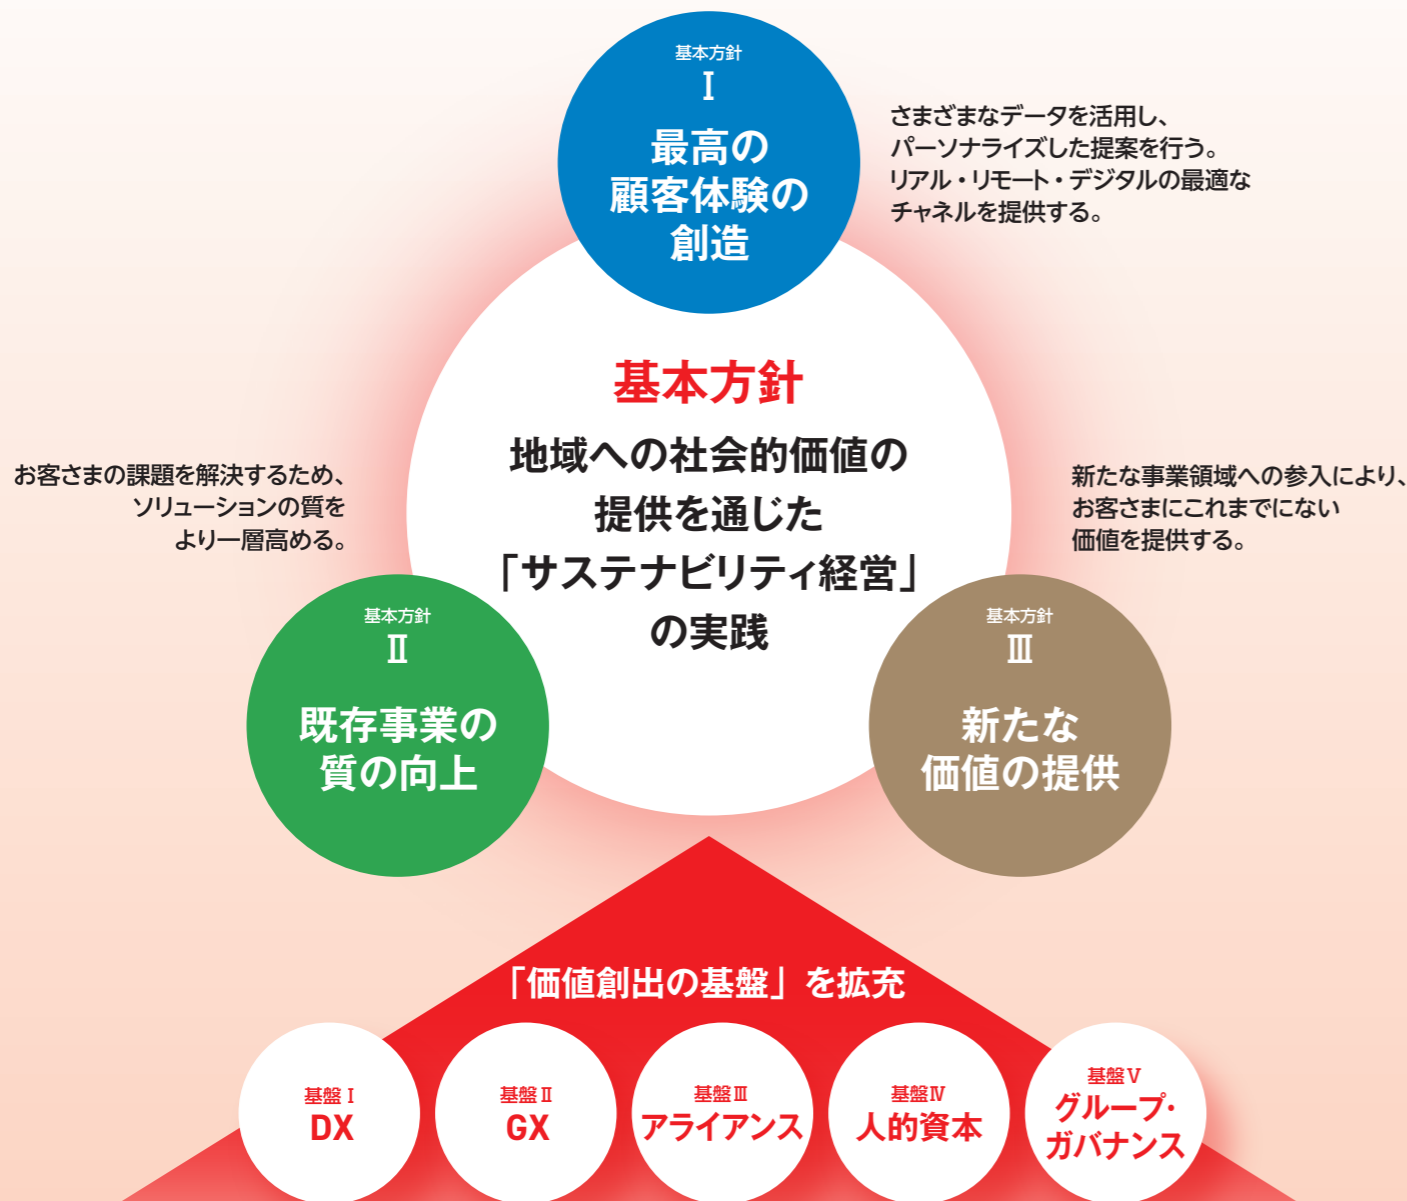 基本方針
Ⅰ
最高の
顧客体験の
創造
さまざまなデータを活用し、
パーソナライズした提案を行う。
リアル・リモート・デジタルの最適な
チャネルを提供する。
基本方針
地域への社会的価値の
提供を通じた
「サステナビリティ経営」
の実践
お客さまの課題を解決するため、
ソリューションの質を
より一層高める。
基本方針
Ⅱ
既存事業の
質の向上
新たな事業領域への参入により、
お客さまにこれまでにない
価値を提供する。
基本方針
Ⅲ
新たな
価値の提供
「価値創出の基盤」を拡充
基盤Ⅰ
DX
基盤Ⅱ
GX
基盤Ⅲ
アライアンス
基盤Ⅳ
人的資本
基盤Ⅴ
グループ・
ガバナンス